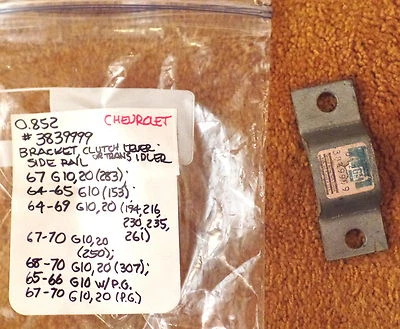 0.852 CHEVROLET
# 3839999
BRACKET, CLUTCH LEVER
SIDE RAIL OR TRANS IDLER
67 G10,20 (283);
64-65 G10 (153);
64-69 G10,20 (194,216
230,235,
261)
67-70 G10,20
(250);
68-70 G10,20 (307);
65-66 G10 W/P.G.
67-70 G10,20 (P.G.)